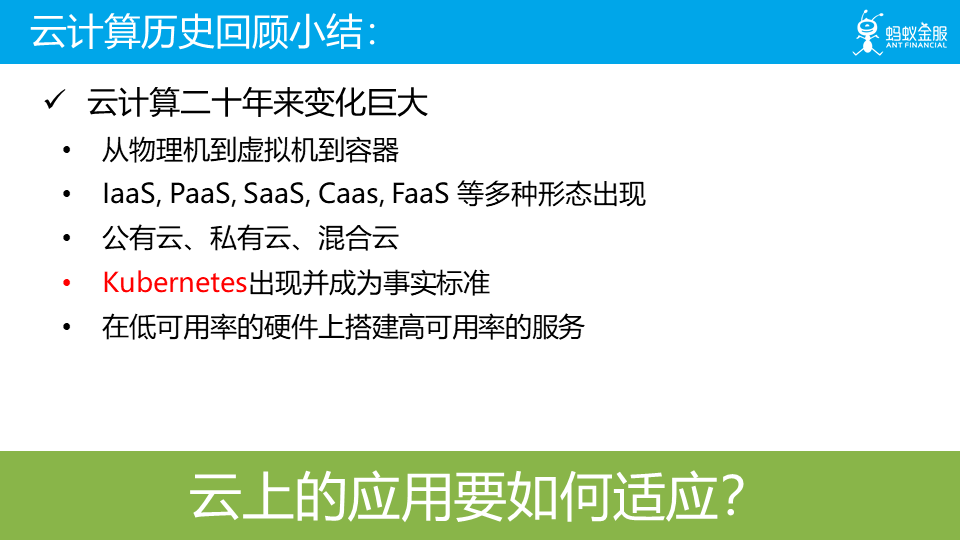 云计算历史回顾小结：
蚂蚁金服
ANT FINANCIAL
✓ 云计算二十年来变化巨大
• 从物理机到虚拟机到容器
• IaaS, PaaS, SaaS, Caas, FaaS 等多种形态出现
• 公有云、私有云、混合云
• Kubernetes出现并成为事实标准
• 在低可用率的硬件上搭建高可用率的服务
云上的应用要如何适应？